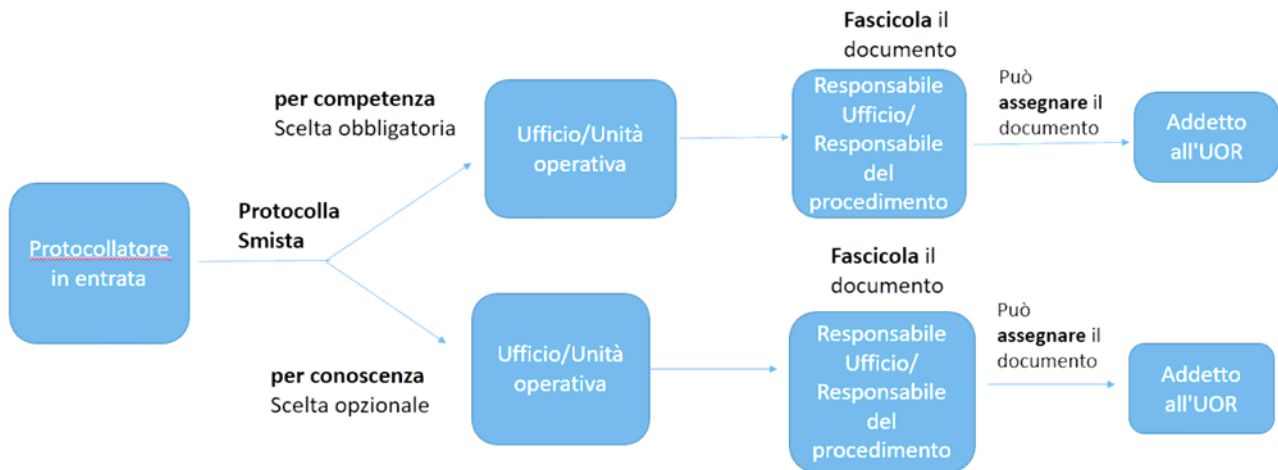 Protocollatore
in entrata
Protocolla
Smista
per competenza
Scelta obbligatoria
Ufficio/Unità
operativa
Fascicola il
documento
Responsabile
Ufficio/
Responsabile
del
procedimento
Può
assegnare il
documento
Addetto
all'UOR
per conoscenza
Scelta opzionale
Ufficio/Unità
operativa
Fascicola il
documento
Responsabile
Ufficio/
Responsabile
del
procedimento
Può
assegnare il
documento
Addetto
all'UOR